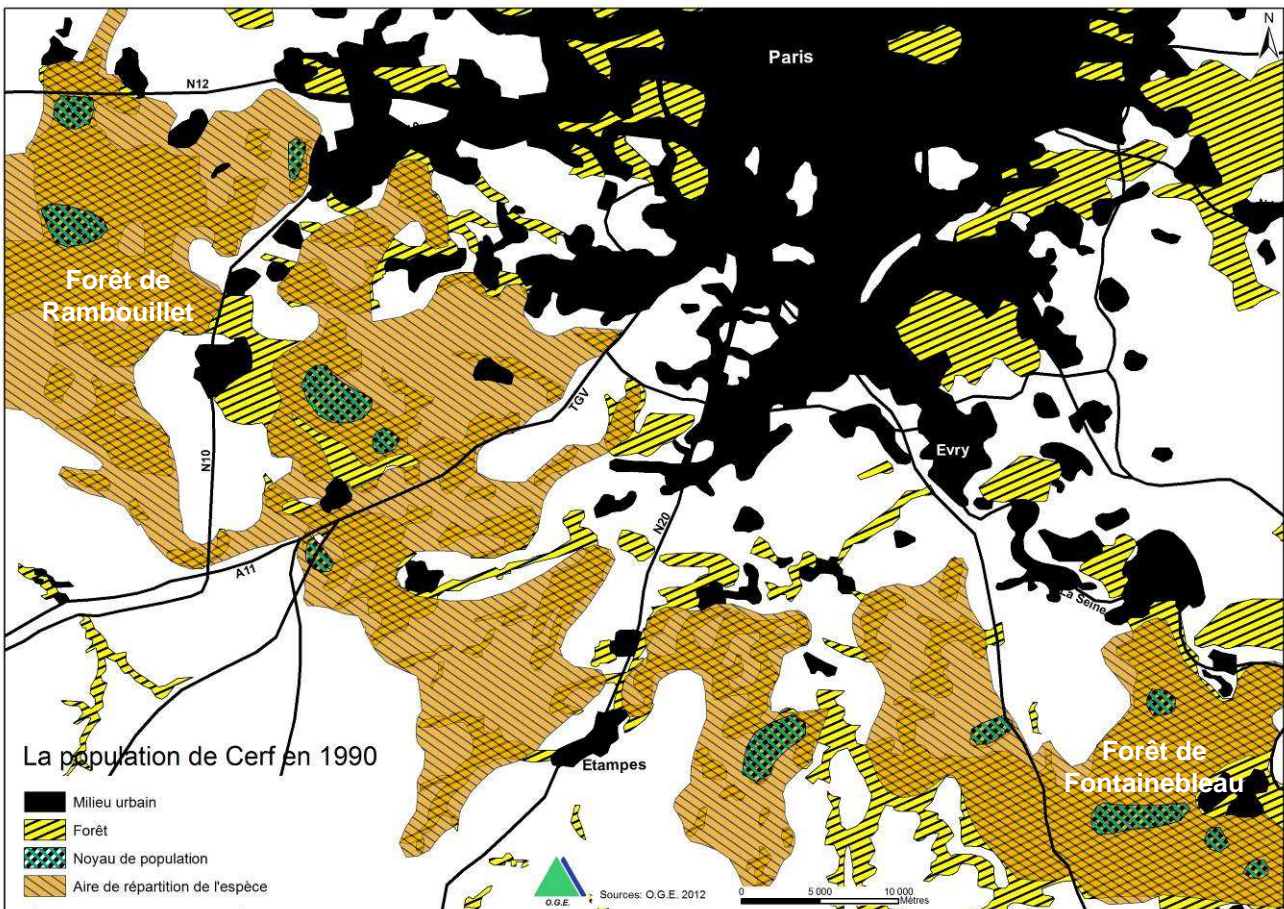 N
Paris
N12
Forêt de
Rambouillet
TGV
N10
Evry
N20
A11
La Seine
La population de Cerf en 1990
Etampes
Forêt de
Fontainebleau
Milieu urbain
Forêt
Noyau de population
Aire de répartition de l'espèce
O.G.E.
Sources: O.G.E. 2012
0 5 000 10 000
Mètres